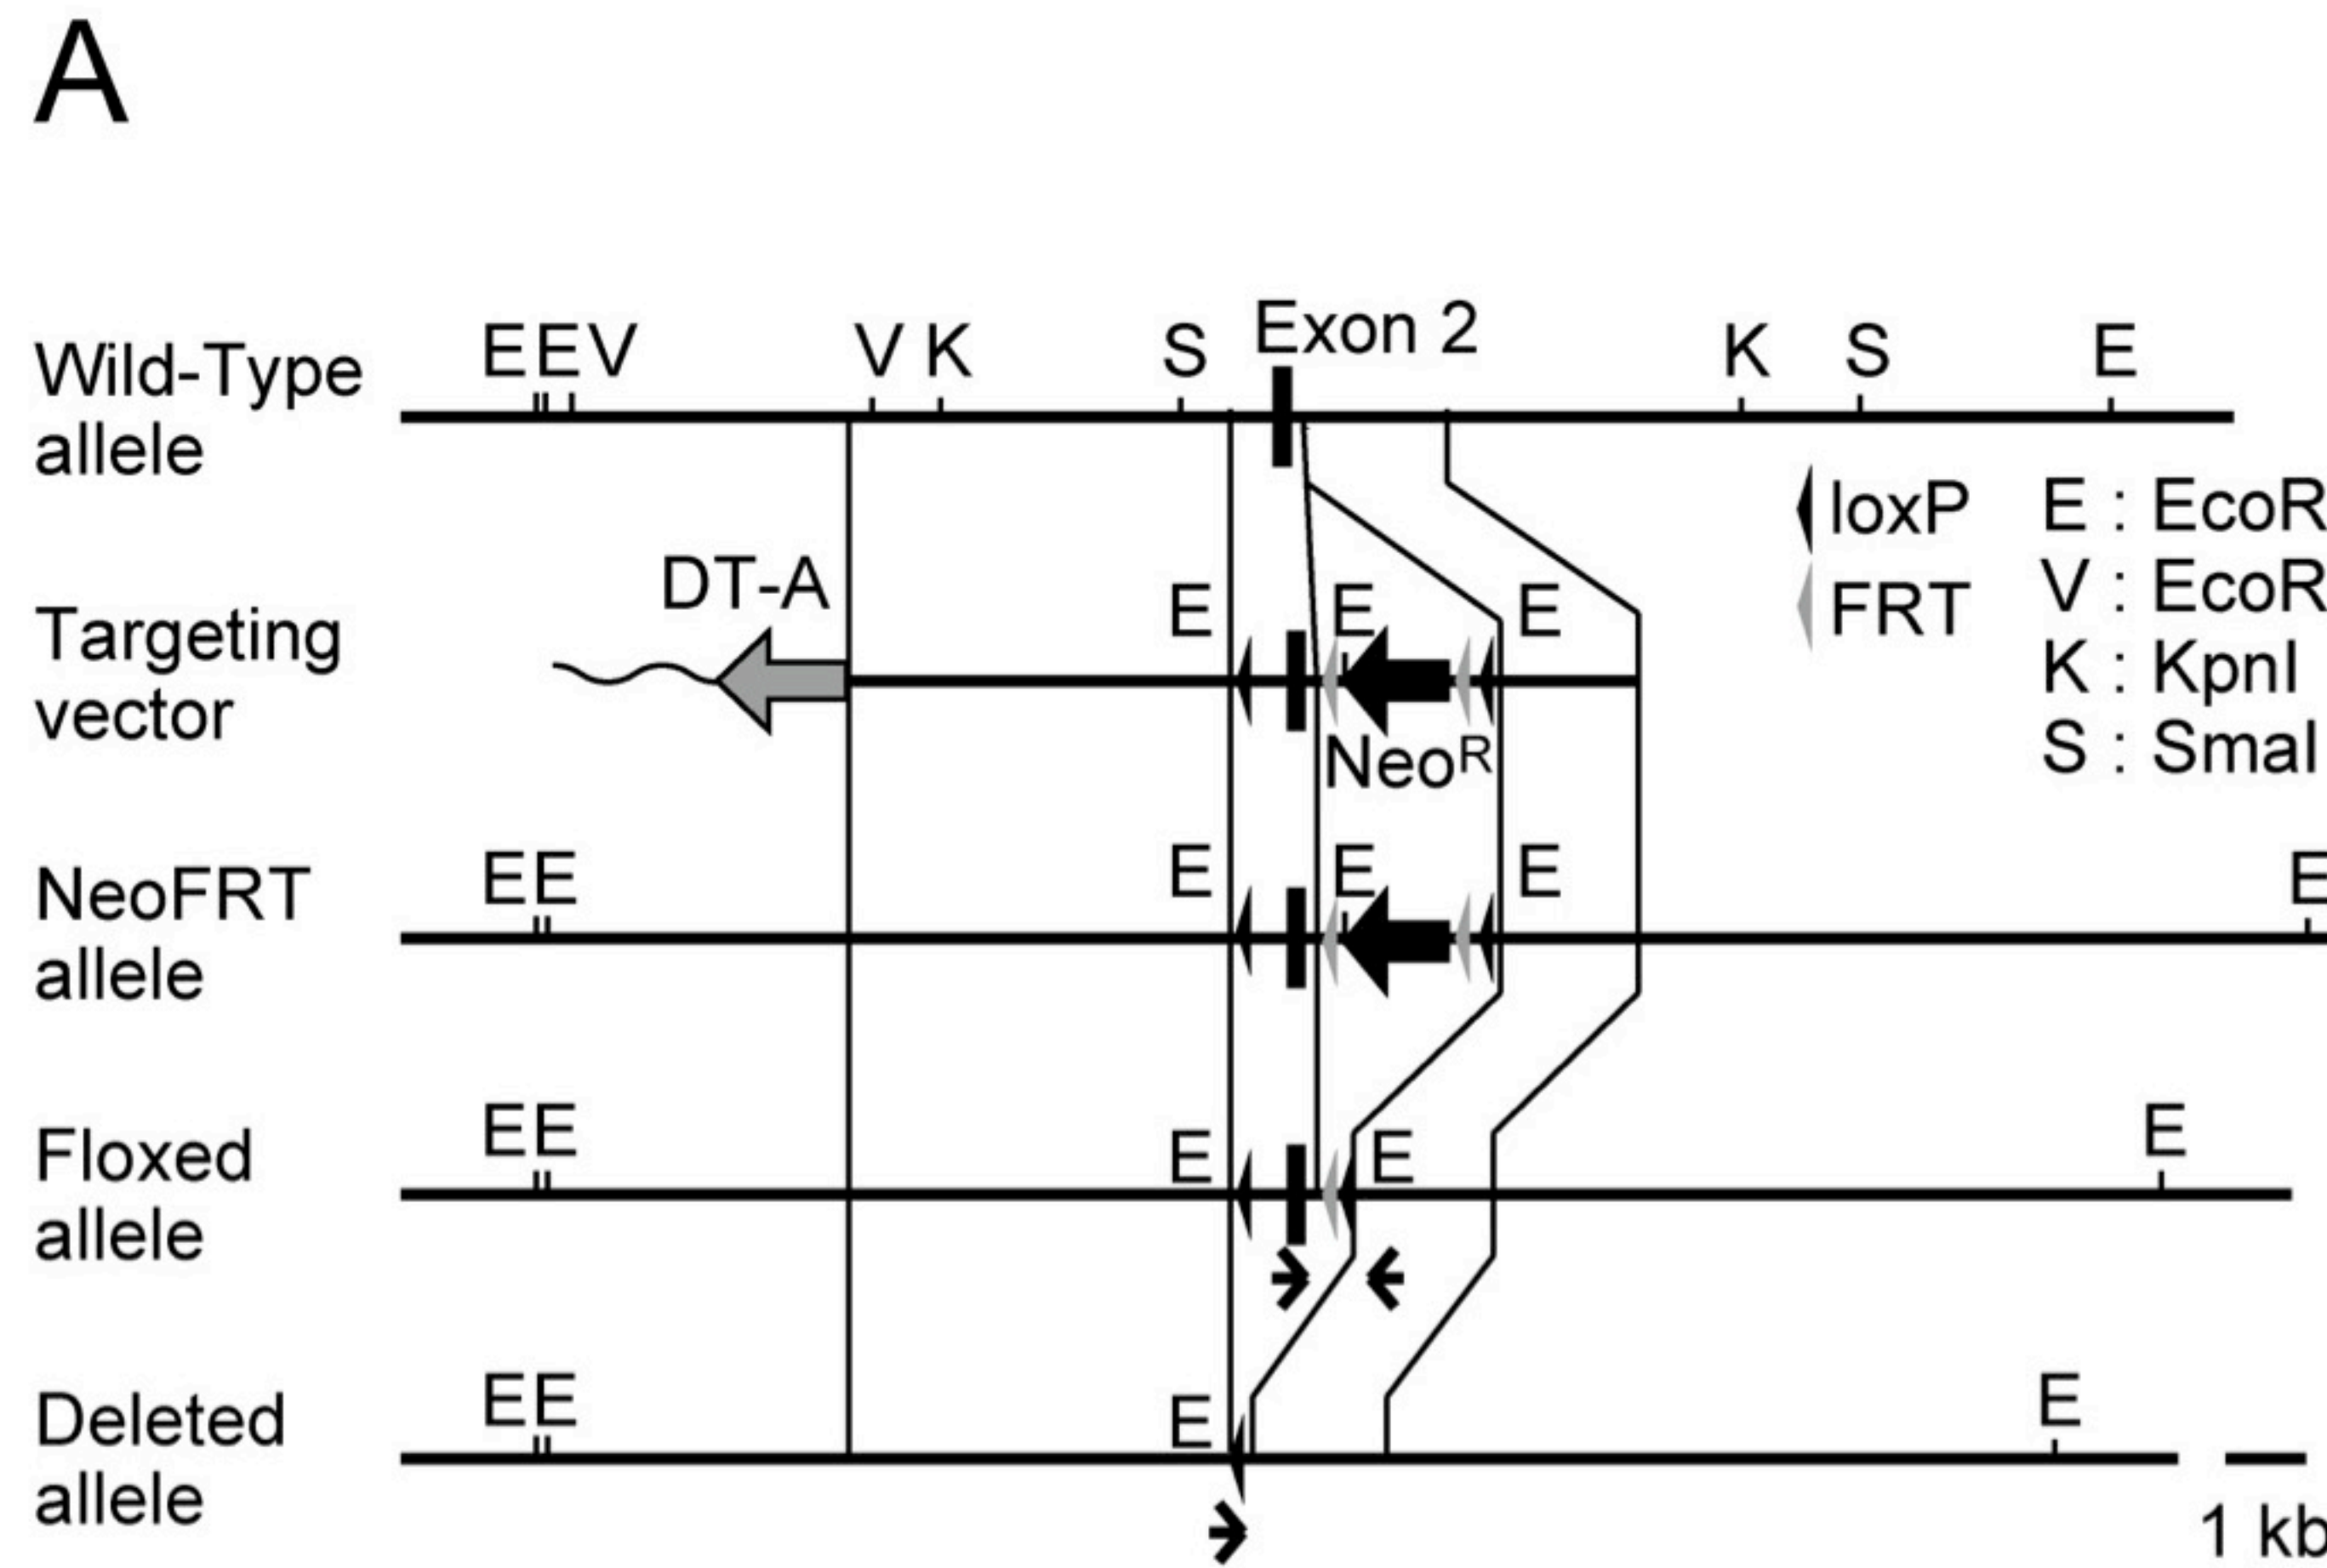 A
E E V V K S Exon 2 K S E
Wild-Type
allele
loxP E : EcoR
DT-A FRT V : EcoR
Targeting E E E K : KpnI
vector Neo^R S : SmaI
NeoFRT E E E E E E
allele
Floxed E E E E E
allele
Deleted E E E E
allele
1 kb